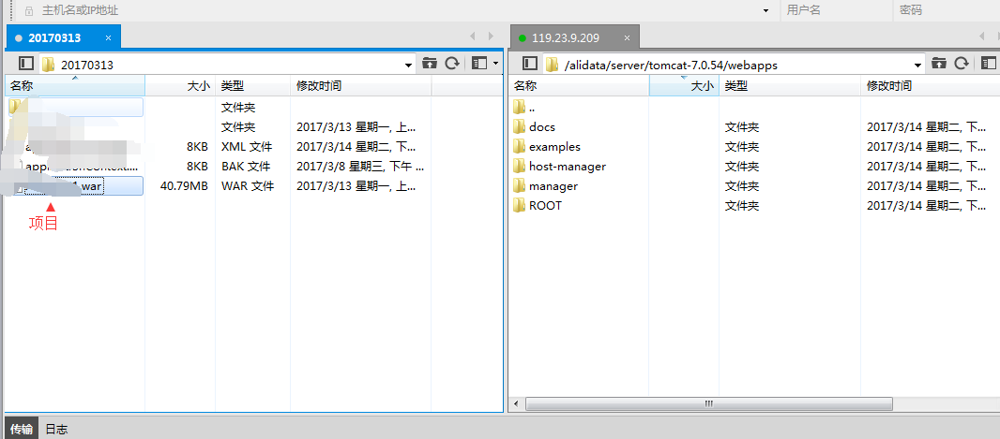 主机名或IP地址 用户名 密码
20170313 119.23.9.209
20170313 /alidata/server/tomcat-7.0.54/webapps
名称 大小 类型 修改时间 名称 大小 类型 修改时间
文件夹 ..
文件夹 2017/3/13 星期一, 上... docs 文件夹 2017/3/14 星期二, 下...
8KB XML 文件 2017/3/14 星期二, 下... examples 文件夹 2017/3/14 星期二, 下...
8KB BAK 文件 2017/3/8 星期三, 下午 ... host-manager 文件夹 2017/3/14 星期二, 下...
.war 40.79MB WAR 文件 2017/3/13 星期一, 上... manager 文件夹 2017/3/14 星期二, 下...
项目 ROOT 文件夹 2017/3/14 星期二, 下...
传输 日志